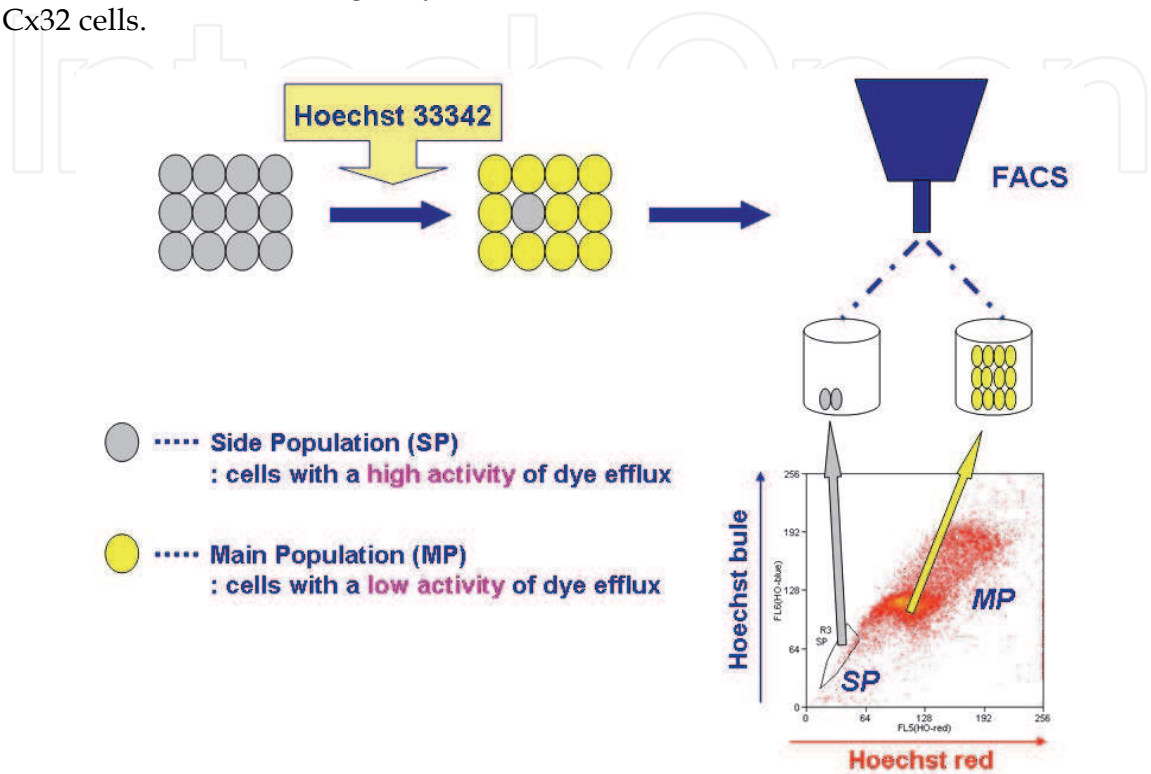 Cx32 cells.
IntechOpen
Hoechst 33342
FACS
····· Side Population (SP)
: cells with a high activity of dye efflux
····· Main Population (MP)
: cells with a low activity of dye efflux
Hoechst bule
FL6(HO-blue)
256
192
128
64
0
R3
SP
MP
SP
0 64 128 192 256
FL5(HO-red)
Hoechst red